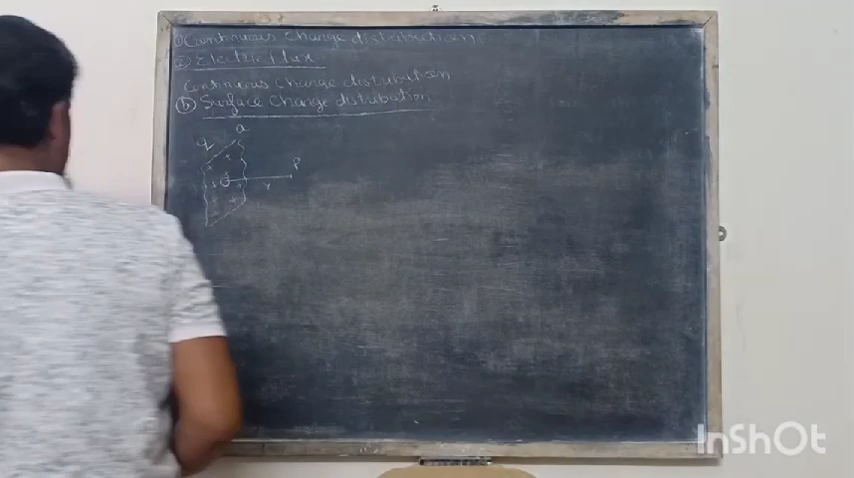 ① Continuous Charge distribution
② Electric flux
Continuous Charge distribution
ⓑ Surface Charge distribution
a
q
P
r
InShOt